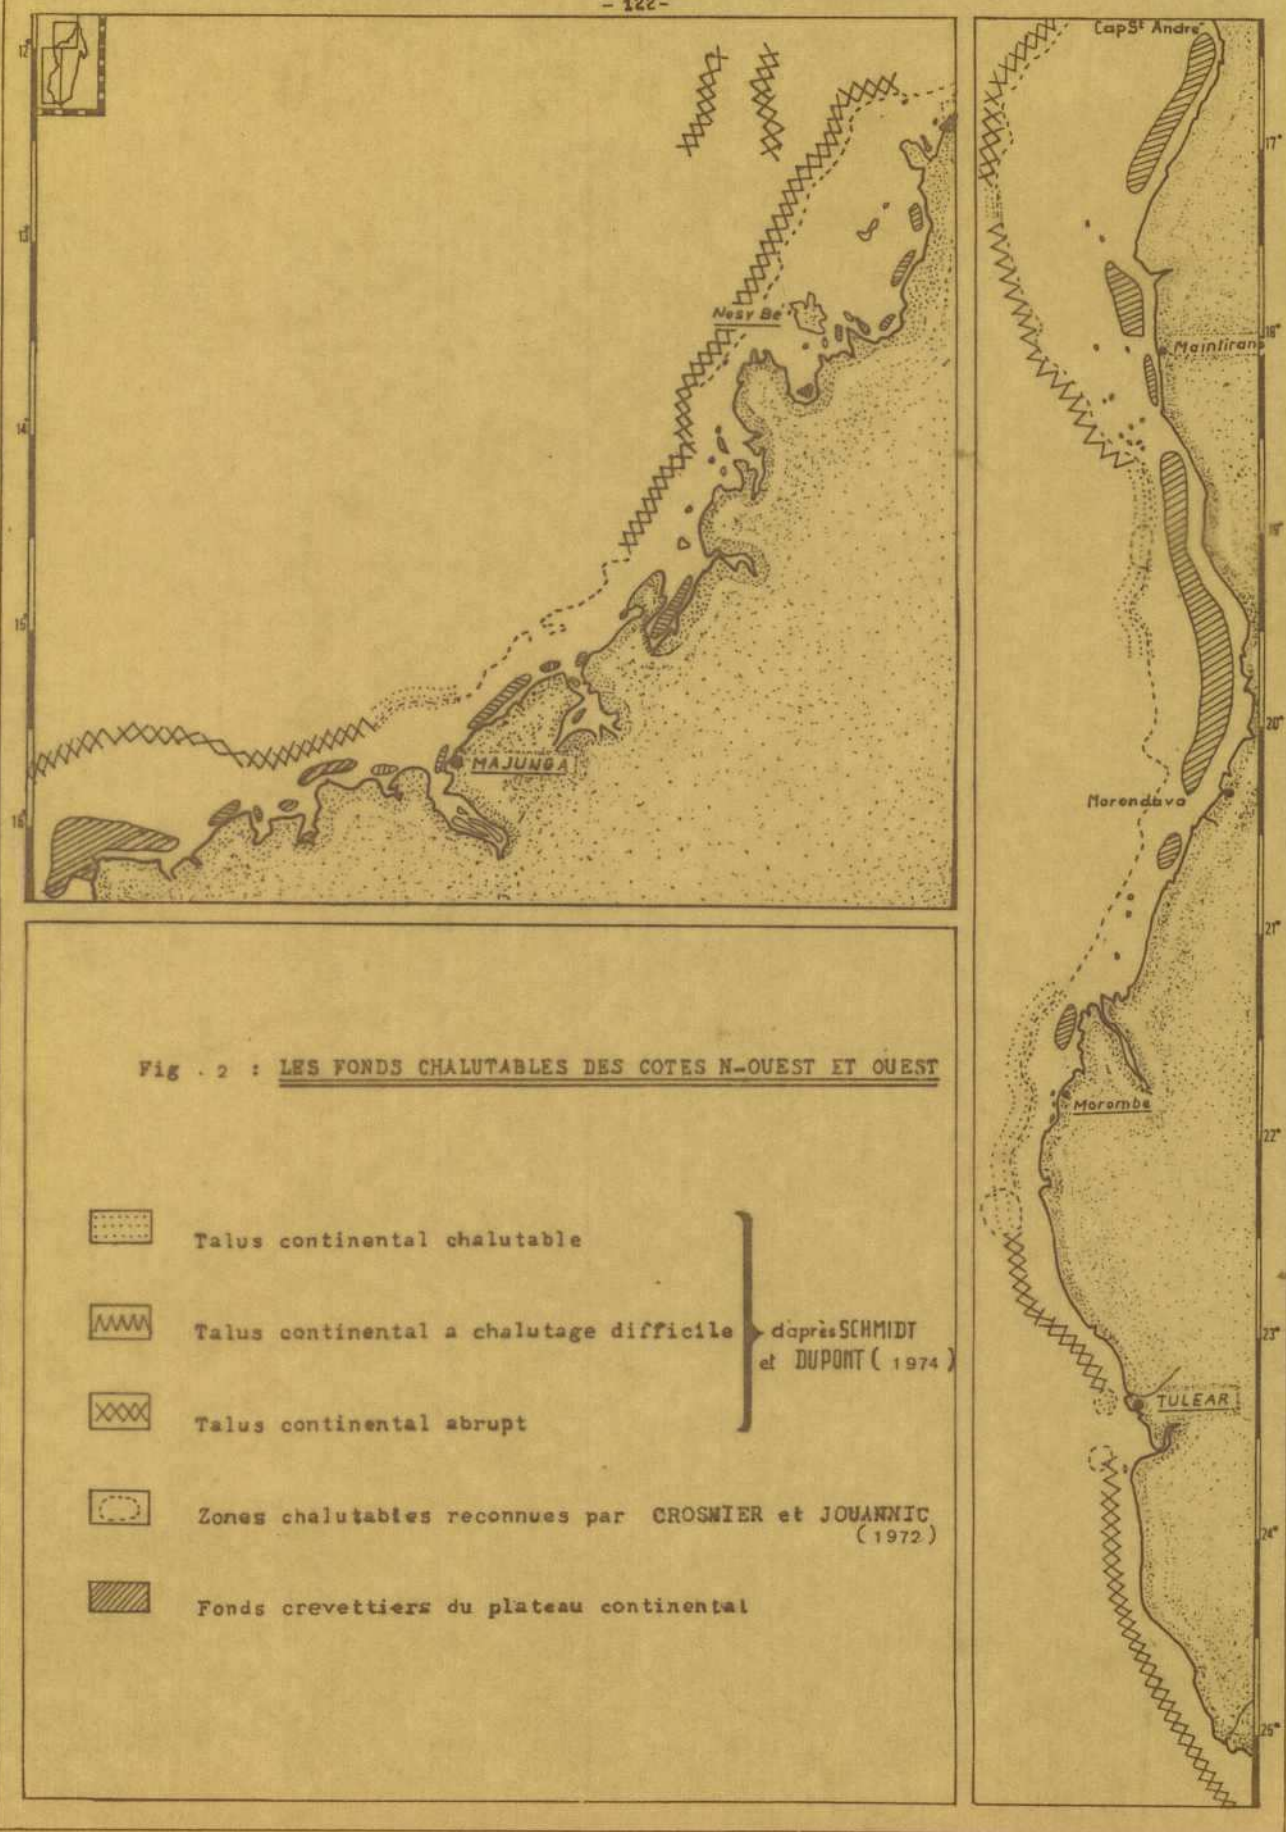 - 122-
12°
13
14
15
16
Nosy Be
MAJUNGA
Cap St André
17°
18°
Maintirano
19°
20°
Morondava
21°
Morombe
22°
23°
TULEAR
24°
25°
Fig . 2 : LES FONDS CHALUTABLES DES COTES N-OUEST ET OUEST
Talus continental chalutable
Talus continental a chalutage difficile
d'après SCHMIDT
et DUPONT ( 1974 )
Talus continental abrupt
Zones chalutables reconnues par CROSNIER et JOUANNIC
( 1972 )
Fonds crevettiers du plateau continental